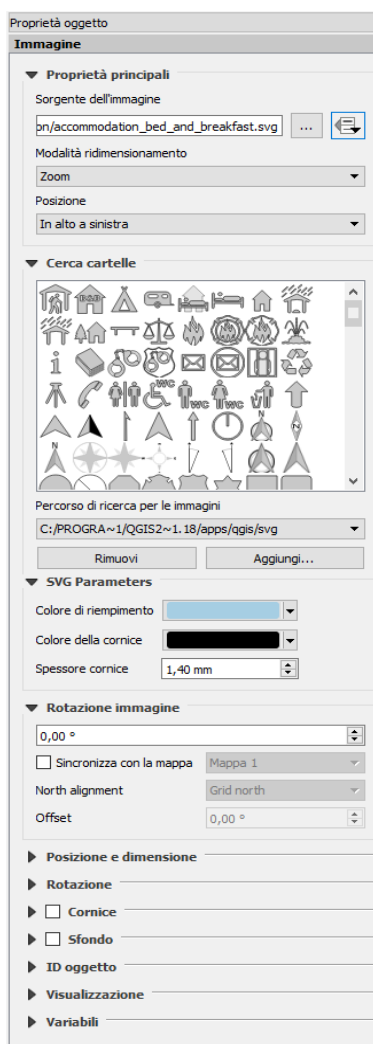 Proprietà oggetto
Immagine
Proprietà principali
Sorgente dell'immagine
on/accommodation_bed_and_breakfast.svg ...
Modalità ridimensionamento
Zoom
Posizione
In alto a sinistra
Cerca cartelle
B&B
i
WC WC WC
N
N
Percorso di ricerca per le immagini
C:/PROGRA~1/QGIS2~1.18/apps/qgis/svg
Rimuovi Aggiungi...
SVG Parameters
Colore di riempimento
Colore della cornice
Spessore cornice 1,40 mm
Rotazione immagine
0,00 °
Sincronizza con la mappa Mappa 1
North alignment Grid north
Offset 0,00 °
Posizione e dimensione
Rotazione
Cornice
Sfondo
ID oggetto
Visualizzazione
Variabili